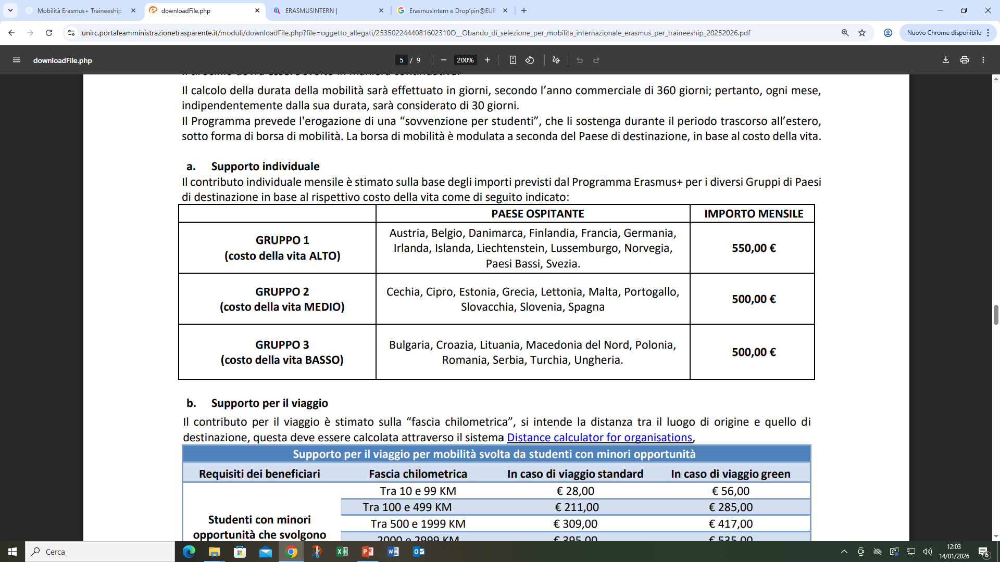 Mobilità Erasmus+ Traineeship
downloadFile.php
ERASMUSINTERN |
ErasmusIntern e Drop'pin@EUR
unirc.portaleamministrazionetrasparente.it/moduli/downloadFile.php?file=oggetto_allegati/2535022444081602310O__Obando_di_selezione_per_mobilita_internazionale_erasmus_per_traineeship_20252026.pdf
Nuovo Chrome disponibile
downloadFile.php
5 / 9
200%
Il calcolo della durata della mobilità sarà effettuato in giorni, secondo l'anno commerciale di 360 giorni; pertanto, ogni mese,
indipendentemente dalla sua durata, sarà considerato di 30 giorni.
Il Programma prevede l'erogazione di una "sovvenzione per studenti", che li sostenga durante il periodo trascorso all'estero,
sotto forma di borsa di mobilità. La borsa di mobilità è modulata a seconda del Paese di destinazione, in base al costo della vita.
a. Supporto individuale
Il contributo individuale mensile è stimato sulla base degli importi previsti dal Programma Erasmus+ per i diversi Gruppi di Paesi
di destinazione in base al rispettivo costo della vita come di seguito indicato:
PAESE OSPITANTE IMPORTO MENSILE
GRUPPO 1
(costo della vita ALTO)
Austria, Belgio, Danimarca, Finlandia, Francia, Germania,
Irlanda, Islanda, Liechtenstein, Lussemburgo, Norvegia,
Paesi Bassi, Svezia.
550,00 €
GRUPPO 2
(costo della vita MEDIO)
Cechia, Cipro, Estonia, Grecia, Lettonia, Malta, Portogallo,
Slovacchia, Slovenia, Spagna
500,00 €
GRUPPO 3
(costo della vita BASSO)
Bulgaria, Croazia, Lituania, Macedonia del Nord, Polonia,
Romania, Serbia, Turchia, Ungheria.
500,00 €
b. Supporto per il viaggio
Il contributo per il viaggio è stimato sulla "fascia chilometrica", si intende la distanza tra il luogo di origine e quello di
destinazione, questa deve essere calcolata attraverso il sistema Distance calculator for organisations,
Supporto per il viaggio per mobilità svolta da studenti con minori opportunità
Requisiti dei beneficiari Fascia chilometrica In caso di viaggio standard In caso di viaggio green
Tra 10 e 99 KM € 28,00 € 56,00
Tra 100 e 499 KM € 211,00 € 285,00
Tra 500 e 1999 KM € 309,00 € 417,00
2000 e 2999 KM € 395,00 € 535,00
Studenti con minori
opportunità che svolgono
Cerca
12:03
14/01/2026
6